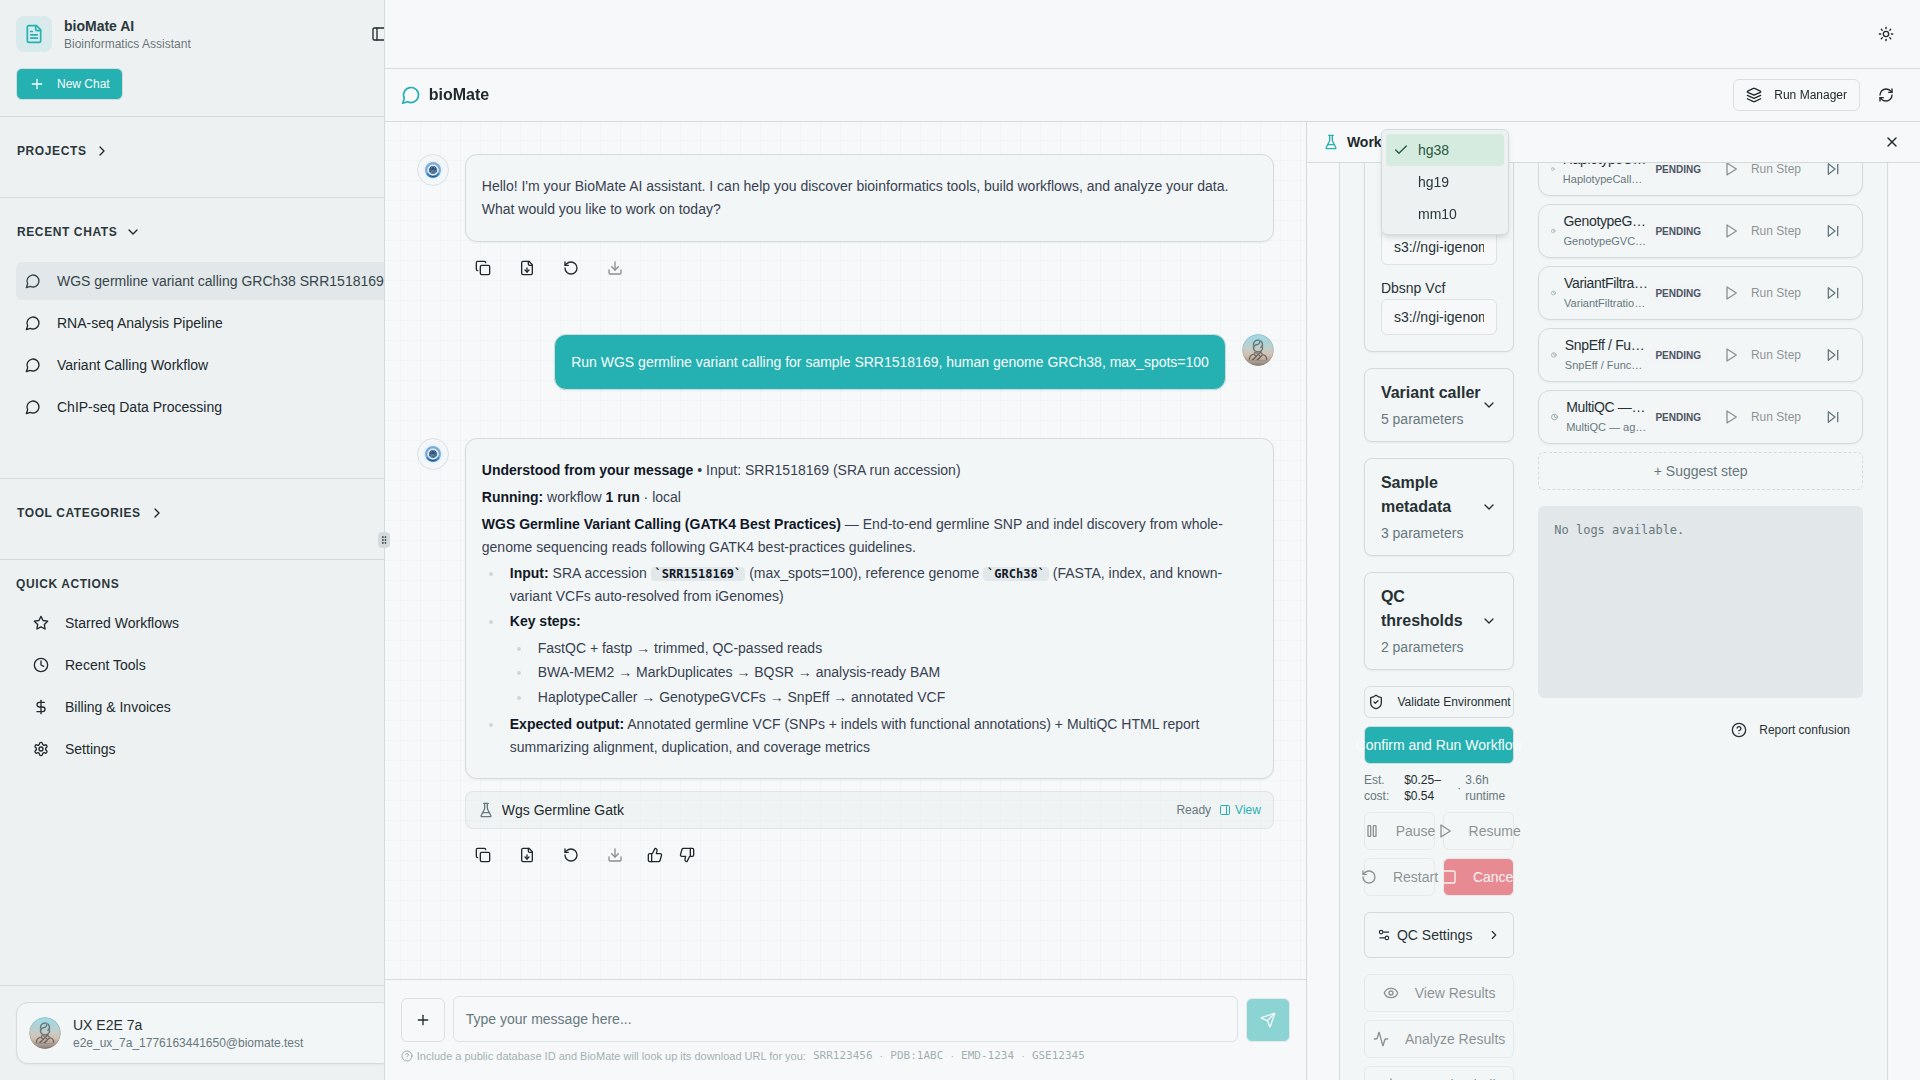 bioMate AI
Bioinformatics Assistant
New Chat
PROJECTS
RECENT CHATS
WGS germline variant calling GRCh38 SRR1518169
RNA-seq Analysis Pipeline
Variant Calling Workflow
ChIP-seq Data Processing
TOOL CATEGORIES
QUICK ACTIONS
Starred Workflows
Recent Tools
Billing & Invoices
Settings
UX E2E 7a
e2e_ux_7a_1776163441650@biomate.test
bioMate
Run Manager
Hello! I'm your BioMate AI assistant. I can help you discover bioinformatics tools, build workflows, and analyze your data.
What would you like to work on today?
Run WGS germline variant calling for sample SRR1518169, human genome GRCh38, max_spots=100
Understood from your message • Input: SRR1518169 (SRA run accession)
Running: workflow 1 run · local
WGS Germline Variant Calling (GATK4 Best Practices) — End-to-end germline SNP and indel discovery from whole-
genome sequencing reads following GATK4 best-practices guidelines.
Input: SRA accession `SRR1518169` (max_spots=100), reference genome `GRCh38` (FASTA, index, and known-
variant VCFs auto-resolved from iGenomes)
Key steps:
FastQC + fastp → trimmed, QC-passed reads
BWA-MEM2 → MarkDuplicates → BQSR → analysis-ready BAM
HaplotypeCaller → GenotypeGVCFs → SnpEff → annotated VCF
Expected output: Annotated germline VCF (SNPs + indels with functional annotations) + MultiQC HTML report
summarizing alignment, duplication, and coverage metrics
Wgs Germline Gatk
Ready View
Type your message here...
Include a public database ID and BioMate will look up its download URL for you: SRR123456 · PDB:1ABC · EMD-1234 · GSE12345
Work
hg38
hg19
mm10
s3://ngi-igenom
Dbsnp Vcf
s3://ngi-igenom
Variant caller
5 parameters
Sample
metadata
3 parameters
QC
thresholds
2 parameters
Validate Environment
onfirm and Run Workflo
Est.
cost:
$0.25–
$0.54
·
3.6h
runtime
Pause
Resume
Restart
Cance
QC Settings
View Results
Analyze Results
HaplotypeCall…
PENDING
Run Step
GenotypeG…
GenotypeGVC…
PENDING
Run Step
VariantFiltra…
VariantFiltratio…
PENDING
Run Step
SnpEff / Fu…
SnpEff / Func…
PENDING
Run Step
MultiQC —…
MultiQC — ag…
PENDING
Run Step
+ Suggest step
No logs available.
Report confusion